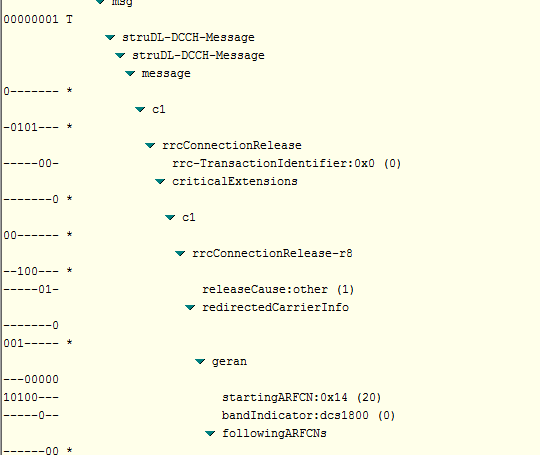 msg
00000001 T
struDL-DCCH-Message
struDL-DCCH-Message
message
0------- *
c1
-0101--- *
rrcConnectionRelease
-----00- rrc-TransactionIdentifier:0x0 (0)
criticalExtensions
-------0 *
c1
00------ *
rrcConnectionRelease-r8
--100--- *
-----01- releaseCause:other (1)
redirectedCarrierInfo
-------0
001----- *
geran
---00000
10100--- startingARFCN:0x14 (20)
-----0-- bandIndicator:dcs1800 (0)
followingARFCNs
------00 *